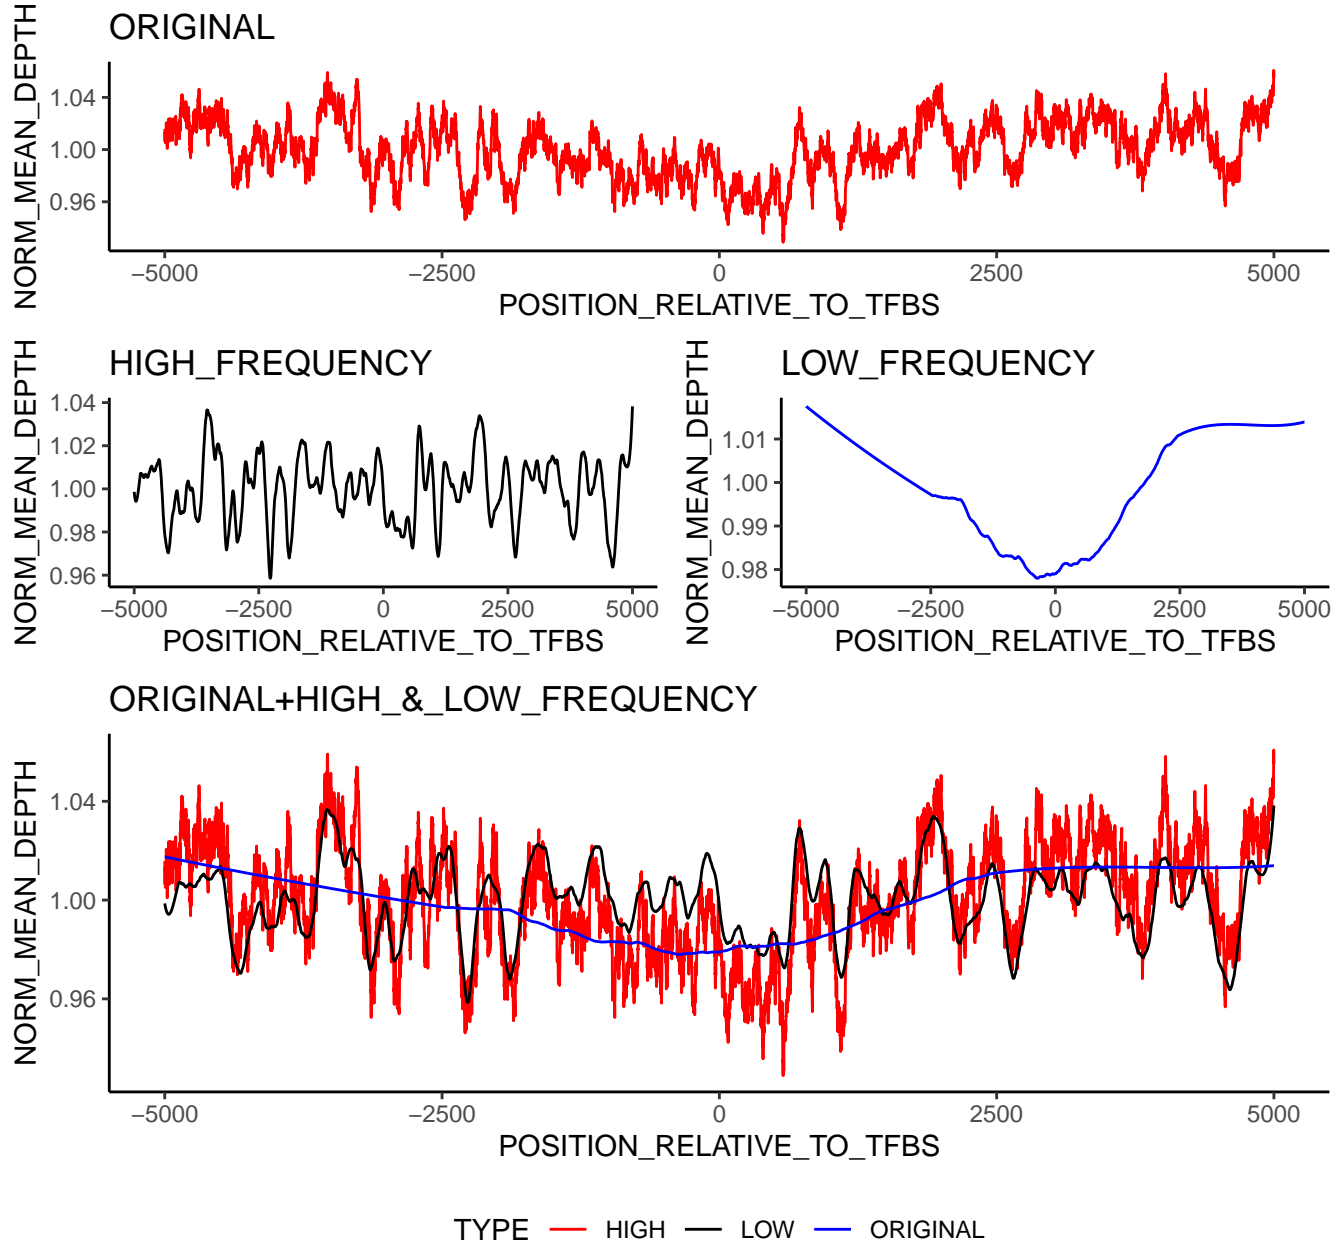 ORIGINAL
NORM_MEAN_DEPTH
1.04
1.00
0.96
−5000 −2500 0 2500 5000
POSITION_RELATIVE_TO_TFBS
HIGH_FREQUENCY
NORM_MEAN_DEPTH
1.04
1.02
1.00
0.98
0.96
−5000 −2500 0 2500 5000
POSITION_RELATIVE_TO_TFBS
LOW_FREQUENCY
NORM_MEAN_DEPTH
1.01
1.00
0.99
0.98
−5000 −2500 0 2500 5000
POSITION_RELATIVE_TO_TFBS
ORIGINAL+HIGH_&_LOW_FREQUENCY
NORM_MEAN_DEPTH
1.04
1.00
0.96
−5000 −2500 0 2500 5000
POSITION_RELATIVE_TO_TFBS
TYPE HIGH LOW ORIGINAL